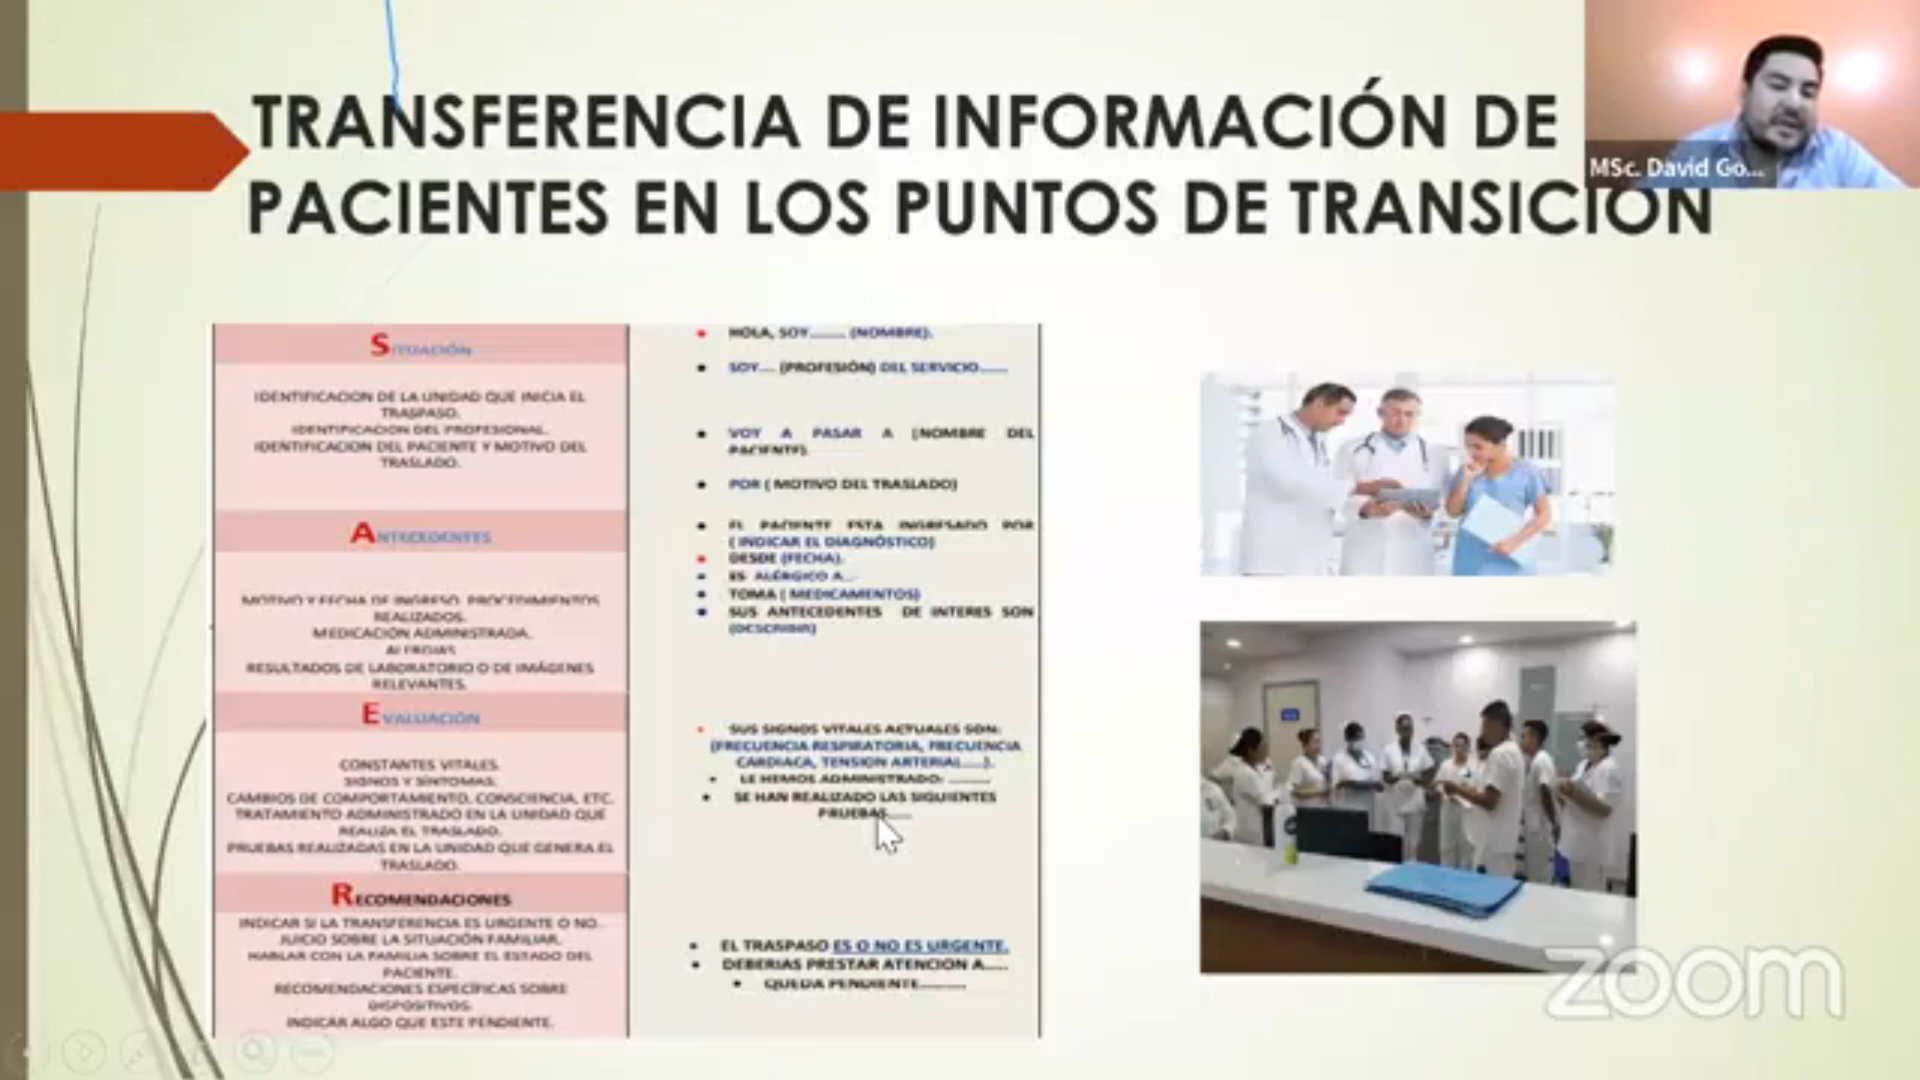 TRANSFERENCIA DE INFORMACIÓN DE
PACIENTES EN LOS PUNTOS DE TRANSICIÓN
MSc. David Go...
SITUACIÓN
IDENTIFICACION DE LA UNIDAD QUE INICIA EL
TRASPASO.
IDENTIFICACION DEL PROFESIONAL.
IDENTIFICACION DEL PACIENTE Y MOTIVO DEL
TRASLADO.
HOLA, SOY........ (NOMBRE).
SOY.... (PROFESIÓN) DEL SERVICIO......
VOY A PASAR A (NOMBRE DEL
PACIENTE).
POR ( MOTIVO DEL TRASLADO)
ANTECEDENTES
MOTIVO Y FECHA DE INGRESO, PROCEDIMIENTOS
REALIZADOS.
MEDICACIÓN ADMINISTRADA.
ALERGIAS
RESULTADOS DE LABORATORIO O DE IMÁGENES
RELEVANTES.
EL PACIENTE ESTA INGRESADO POR
( INDICAR EL DIAGNÓSTICO)
DESDE (FECHA).
ES ALÉRGICO A...
TOMA ( MEDICAMENTOS)
SUS ANTECEDENTES DE INTERES SON
(DESCRIBIR)
EVALUACIÓN
CONSTANTES VITALES.
SIGNOS Y SÍNTOMAS.
CAMBIOS DE COMPORTAMIENTO, CONSCIENCIA, ETC.
TRATAMIENTO ADMINISTRADO EN LA UNIDAD QUE
REALIZA EL TRASLADO.
PRUEBAS REALIZADAS EN LA UNIDAD QUE GENERA EL
TRASLADO.
SUS SIGNOS VITALES ACTUALES SON:
(FRECUENCIA RESPIRATORIA, FRECUENCIA
CARDIACA, TENSION ARTERIAL.....).
LE HEMOS ADMINISTRADO: .........
SE HAN REALIZADO LAS SIGUIENTES
PRUEBAS.....
RECOMENDACIONES
INDICAR SI LA TRANSFERENCIA ES URGENTE O NO.
JUICIO SOBRE LA SITUACIÓN FAMILIAR.
HABLAR CON LA FAMILIA SOBRE EL ESTADO DEL
PACIENTE.
RECOMENDACIONES ESPECÍFICAS SOBRE
DISPOSITIVOS.
INDICAR ALGO QUE ESTE PENDIENTE.
EL TRASPASO ES O NO ES URGENTE.
DEBERIAS PRESTAR ATENCION A.....
QUEDA PENDIENTE..........
zoom